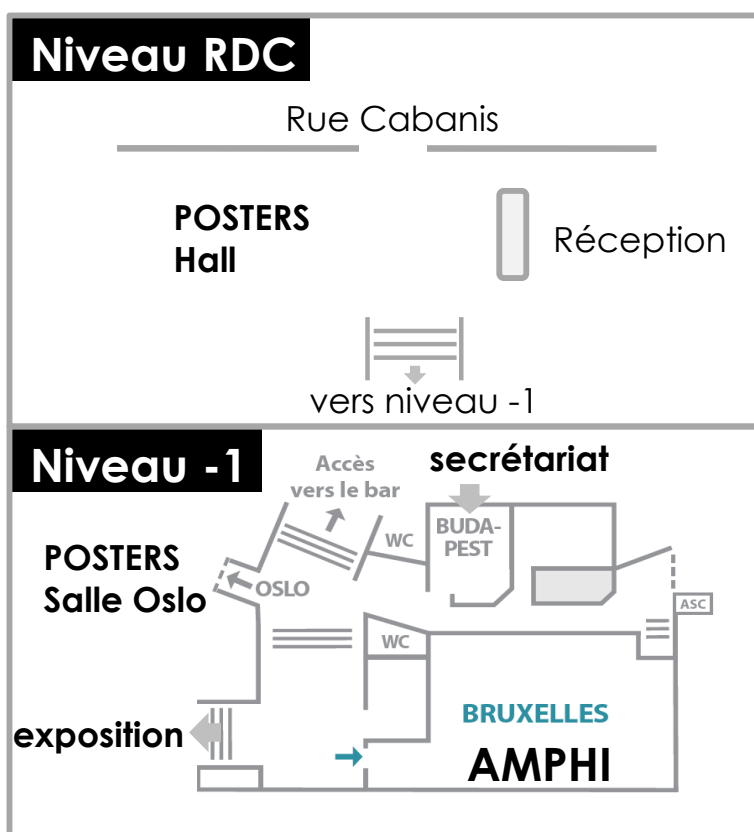 Niveau RDC
Rue Cabanis
POSTERS
Hall
Réception
vers niveau -1
Niveau -1
Accès
vers le bar
secrétariat
WC
BUDA-
PEST
POSTERS
Salle Oslo
OSLO
ASC
WC
BRUXELLES
exposition
AMPHI